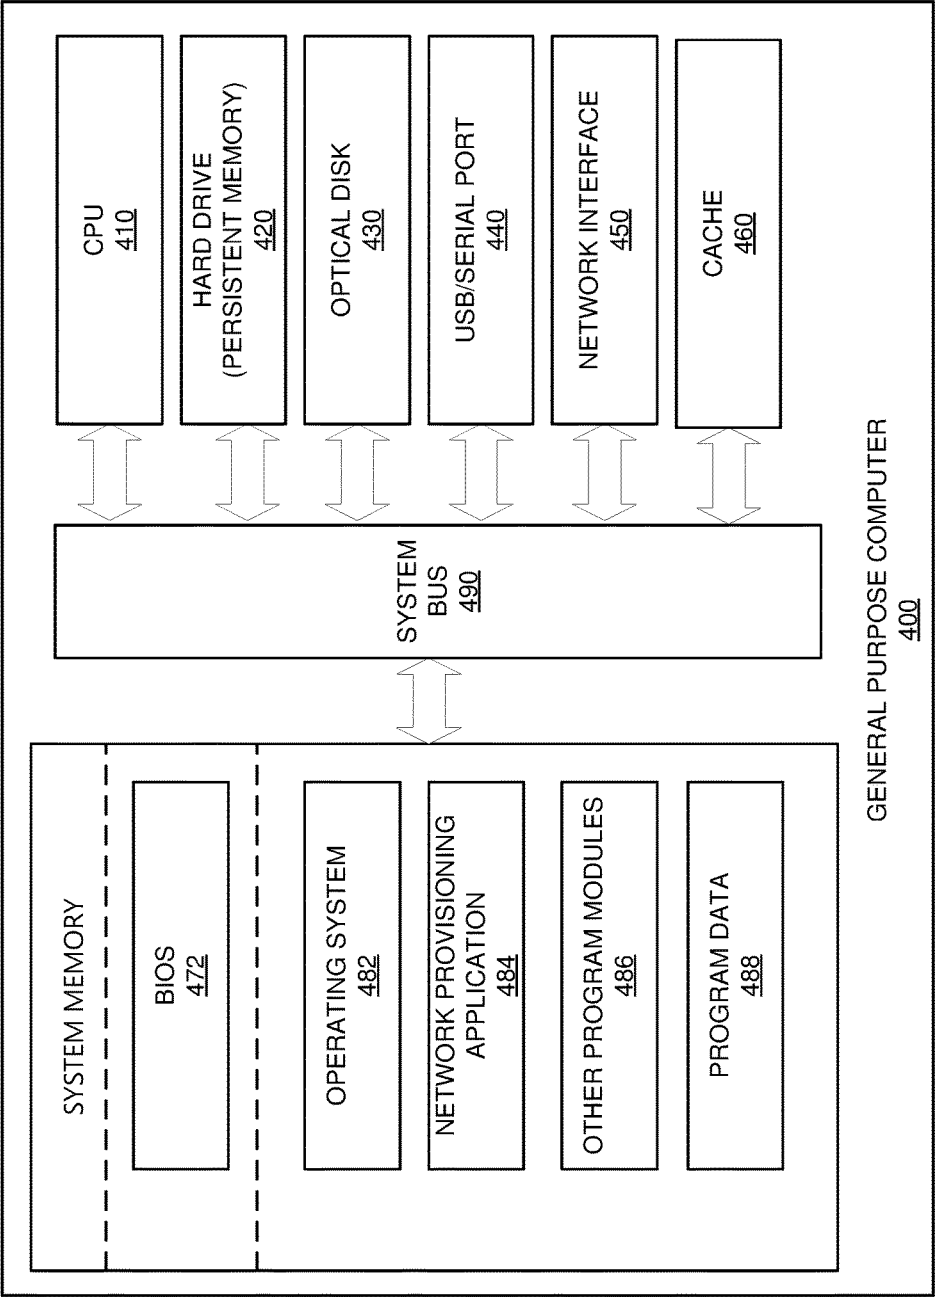 SYSTEM MEMORY
BIOS
472
OPERATING SYSTEM
482
NETWORK PROVISIONING
APPLICATION
484
OTHER PROGRAM MODULES
486
PROGRAM DATA
488
SYSTEM
BUS
490
CPU
410
HARD DRIVE
(PERSISTENT MEMORY)
420
OPTICAL DISK
430
USB/SERIAL PORT
440
NETWORK INTERFACE
450
CACHE
460
GENERAL PURPOSE COMPUTER
400